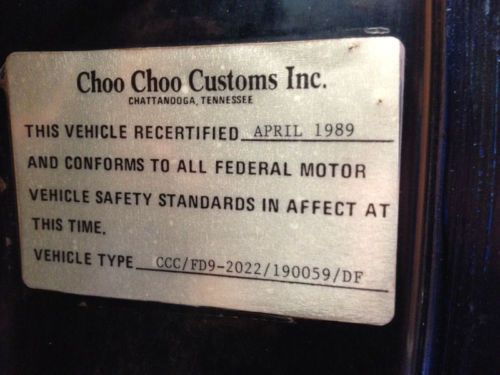 Choo Choo Customs Inc.
CHATTANOOGA, TENNESSEE
THIS VEHICLE RECERTIFIED APRIL 1989
AND CONFORMS TO ALL FEDERAL MOTOR
VEHICLE SAFETY STANDARDS IN AFFECT AT
THIS TIME.
VEHICLE TYPE CCC/FD9-2022/190059/DF